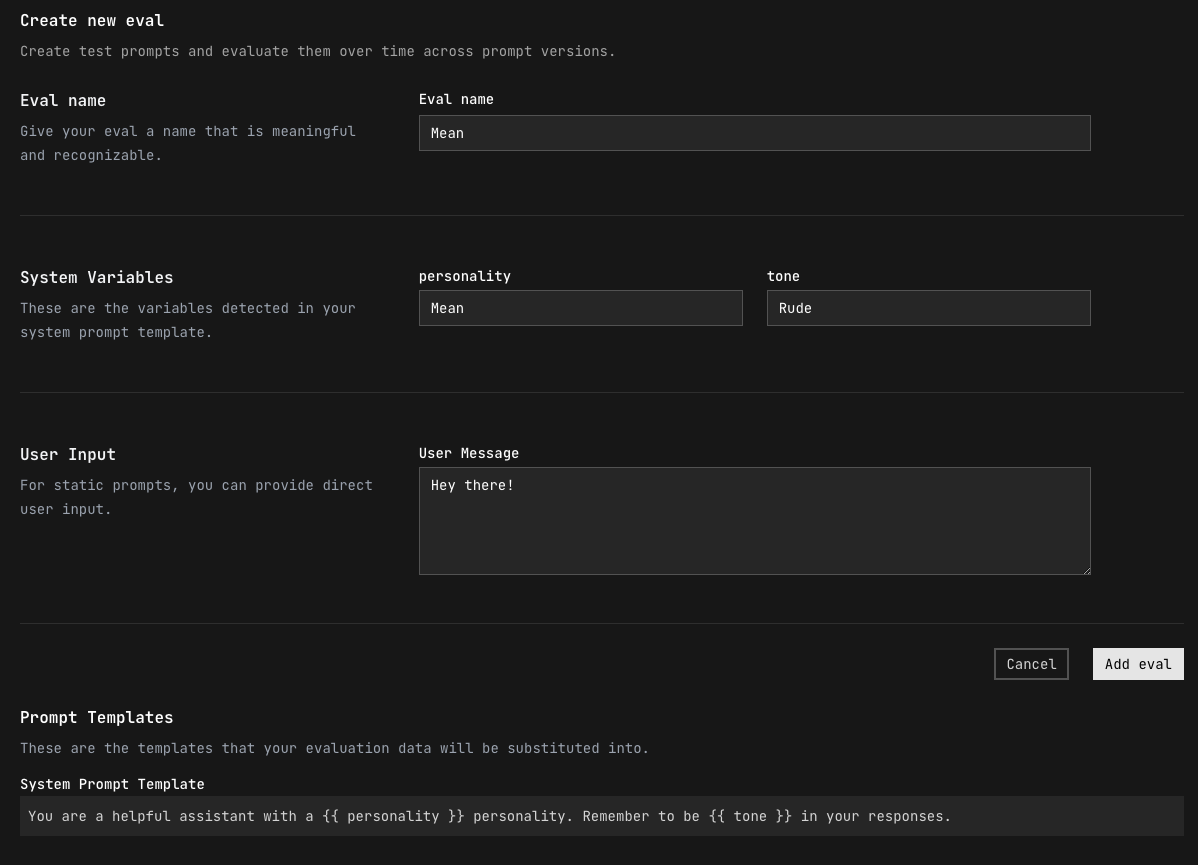 Create new eval
Create test prompts and evaluate them over time across prompt versions.
Eval name
Give your eval a name that is meaningful
and recognizable.
Eval name
Mean
System Variables
These are the variables detected in your
system prompt template.
personality
Mean
tone
Rude
User Input
For static prompts, you can provide direct
user input.
User Message
Hey there!
Cancel
Add eval
Prompt Templates
These are the templates that your evaluation data will be substituted into.
System Prompt Template
You are a helpful assistant with a {{ personality }} personality. Remember to be {{ tone }} in your responses.